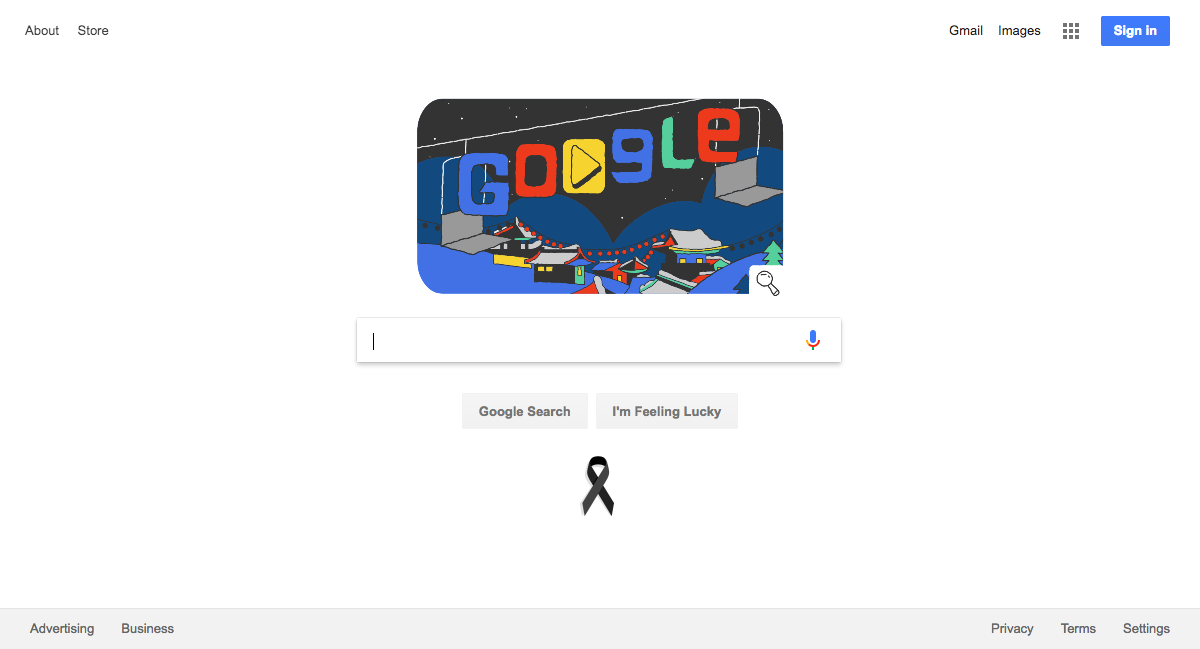 About Store
Gmail Images Sign in
GOOGLE
Google Search I'm Feeling Lucky
Advertising Business
Privacy Terms Settings